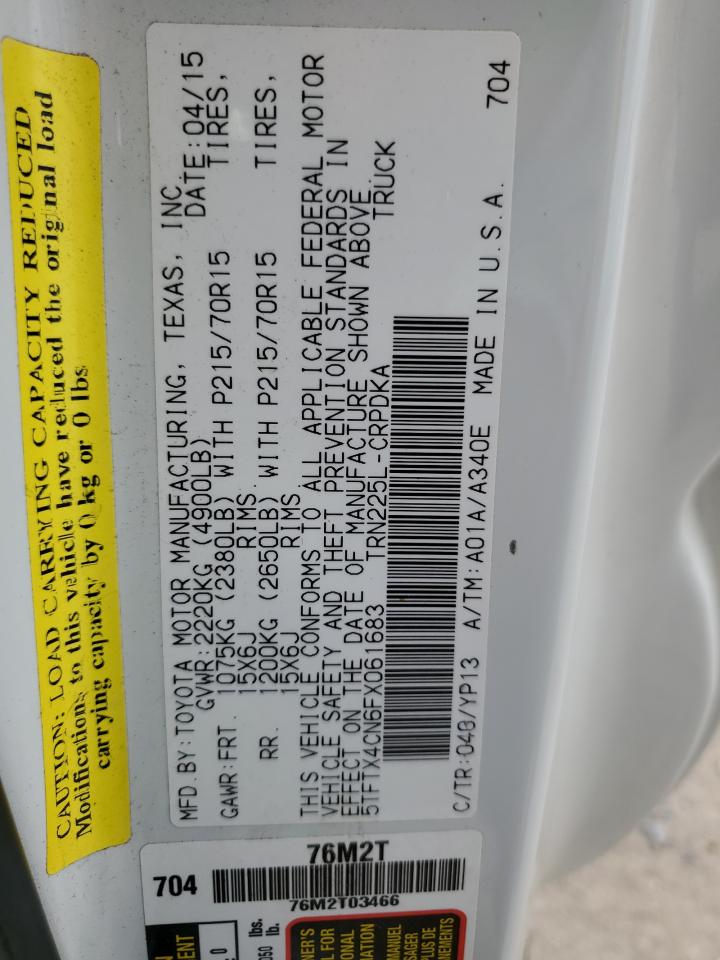 CAUTION: LOAD CARRYING CAPACITY REDUCED
Modifications to this vehicle have reduced the original load
carrying capacity by 0 kg or 0 lbs
MFD.BY:TOYOTA MOTOR MANUFACTURING, TEXAS, INC.
GVWR:2220KG (4900LB) DATE:04/15
GAWR:FRT. 1075KG (2380LB) WITH P215/70R15 TIRES,
15X6J RIMS
RR. 1200KG (2650LB) WITH P215/70R15 TIRES,
15X6J RIMS
THIS VEHICLE CONFORMS TO ALL APPLICABLE FEDERAL MOTOR
VEHICLE SAFETY AND THEFT PREVENTION STANDARDS IN
EFFECT ON THE DATE OF MANUFACTURE SHOWN ABOVE
5TFTX4CN6FX061683 TRN225L-CRPDKA TRUCK
C/TR:040/YP13 A/TM:A01A/A340E MADE IN U.S.A. 704
76M2T
704
76M2T03466
lbs.
lb.
0